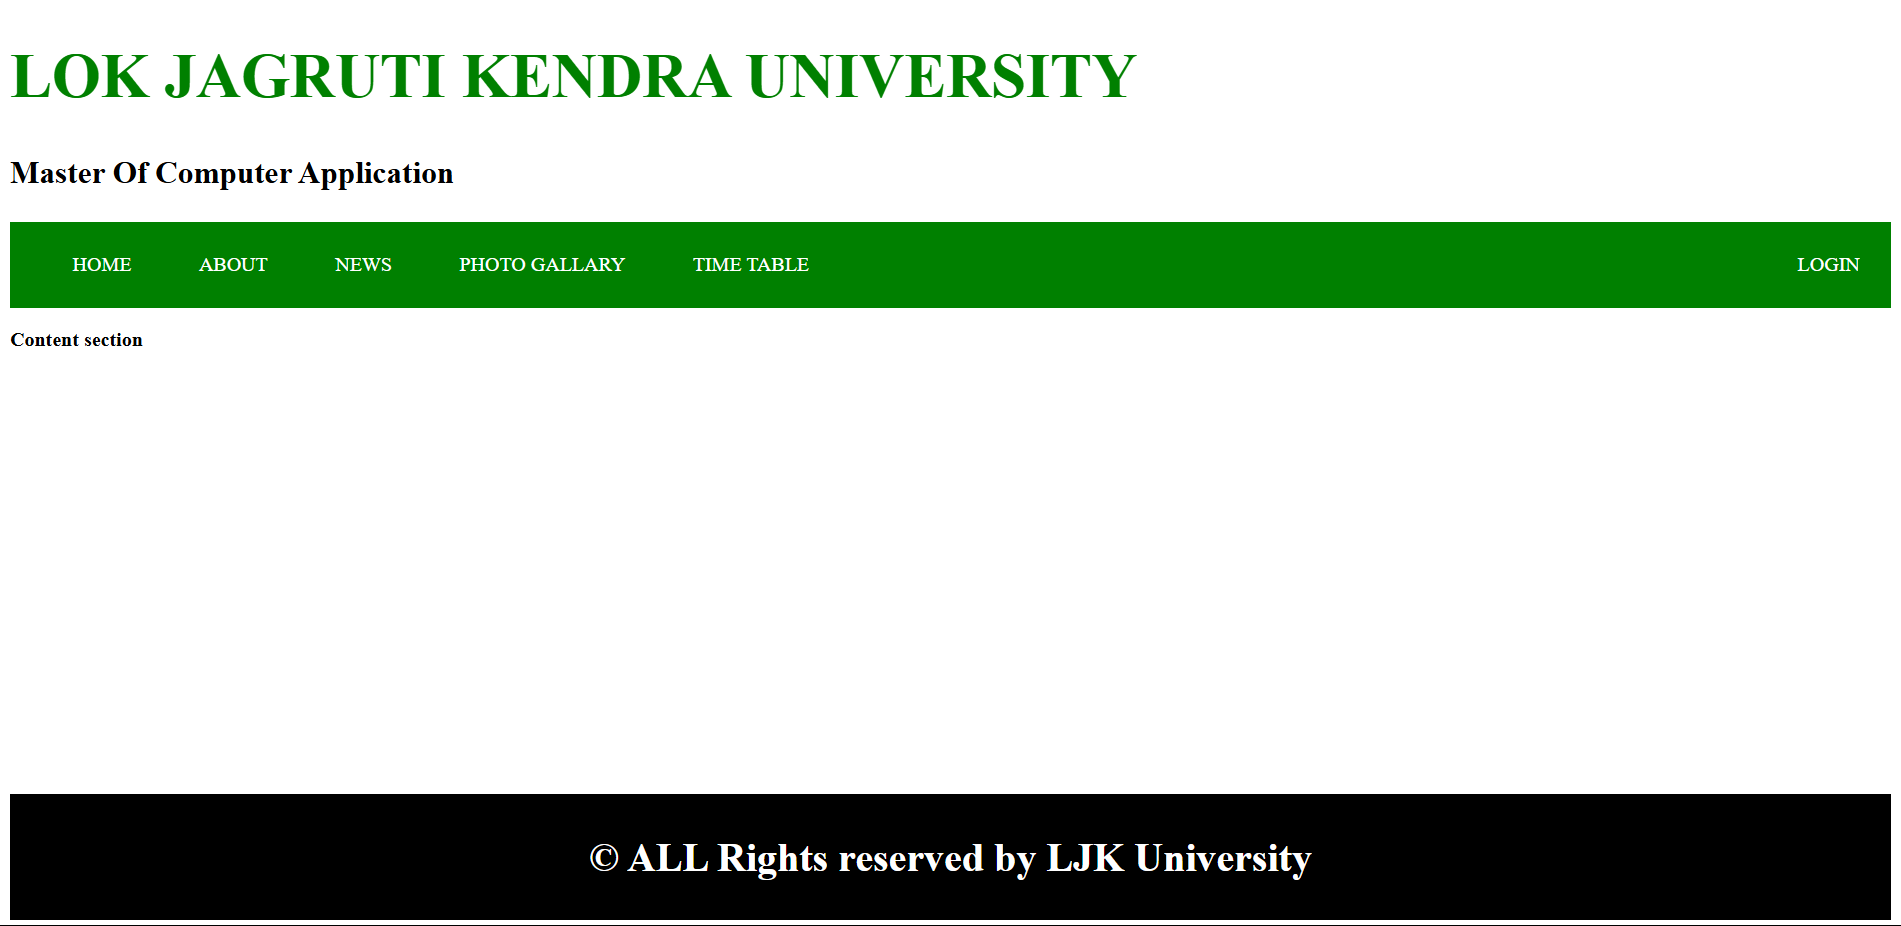 LOK JAGRUTI KENDRA UNIVERSITY
Master Of Computer Application
HOME ABOUT NEWS PHOTO GALLARY TIME TABLE LOGIN
Content section
© ALL Rights reserved by LJK University